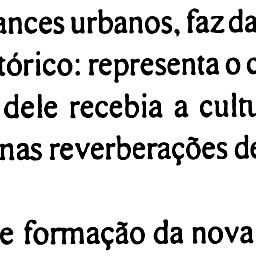 ances urbanos, faz da
tórico: representa o c
dele recebia a cultu
nas reverberações de
e formação da nova